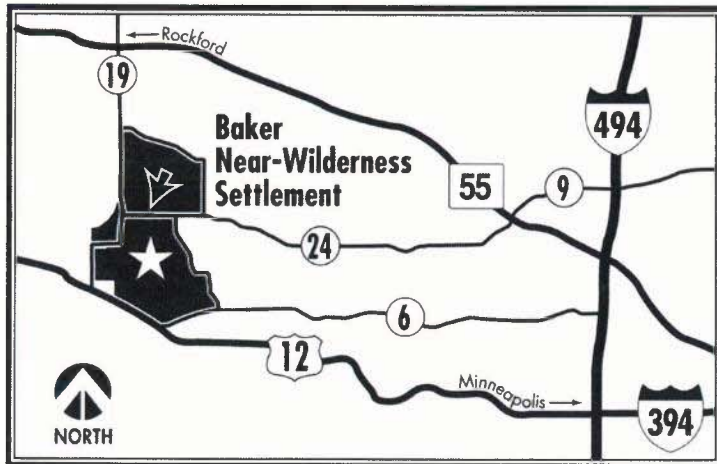 Rockford
19
Baker
Near-Wilderness
Settlement
494
55
9
24
6
12
Minneapolis
394
NORTH